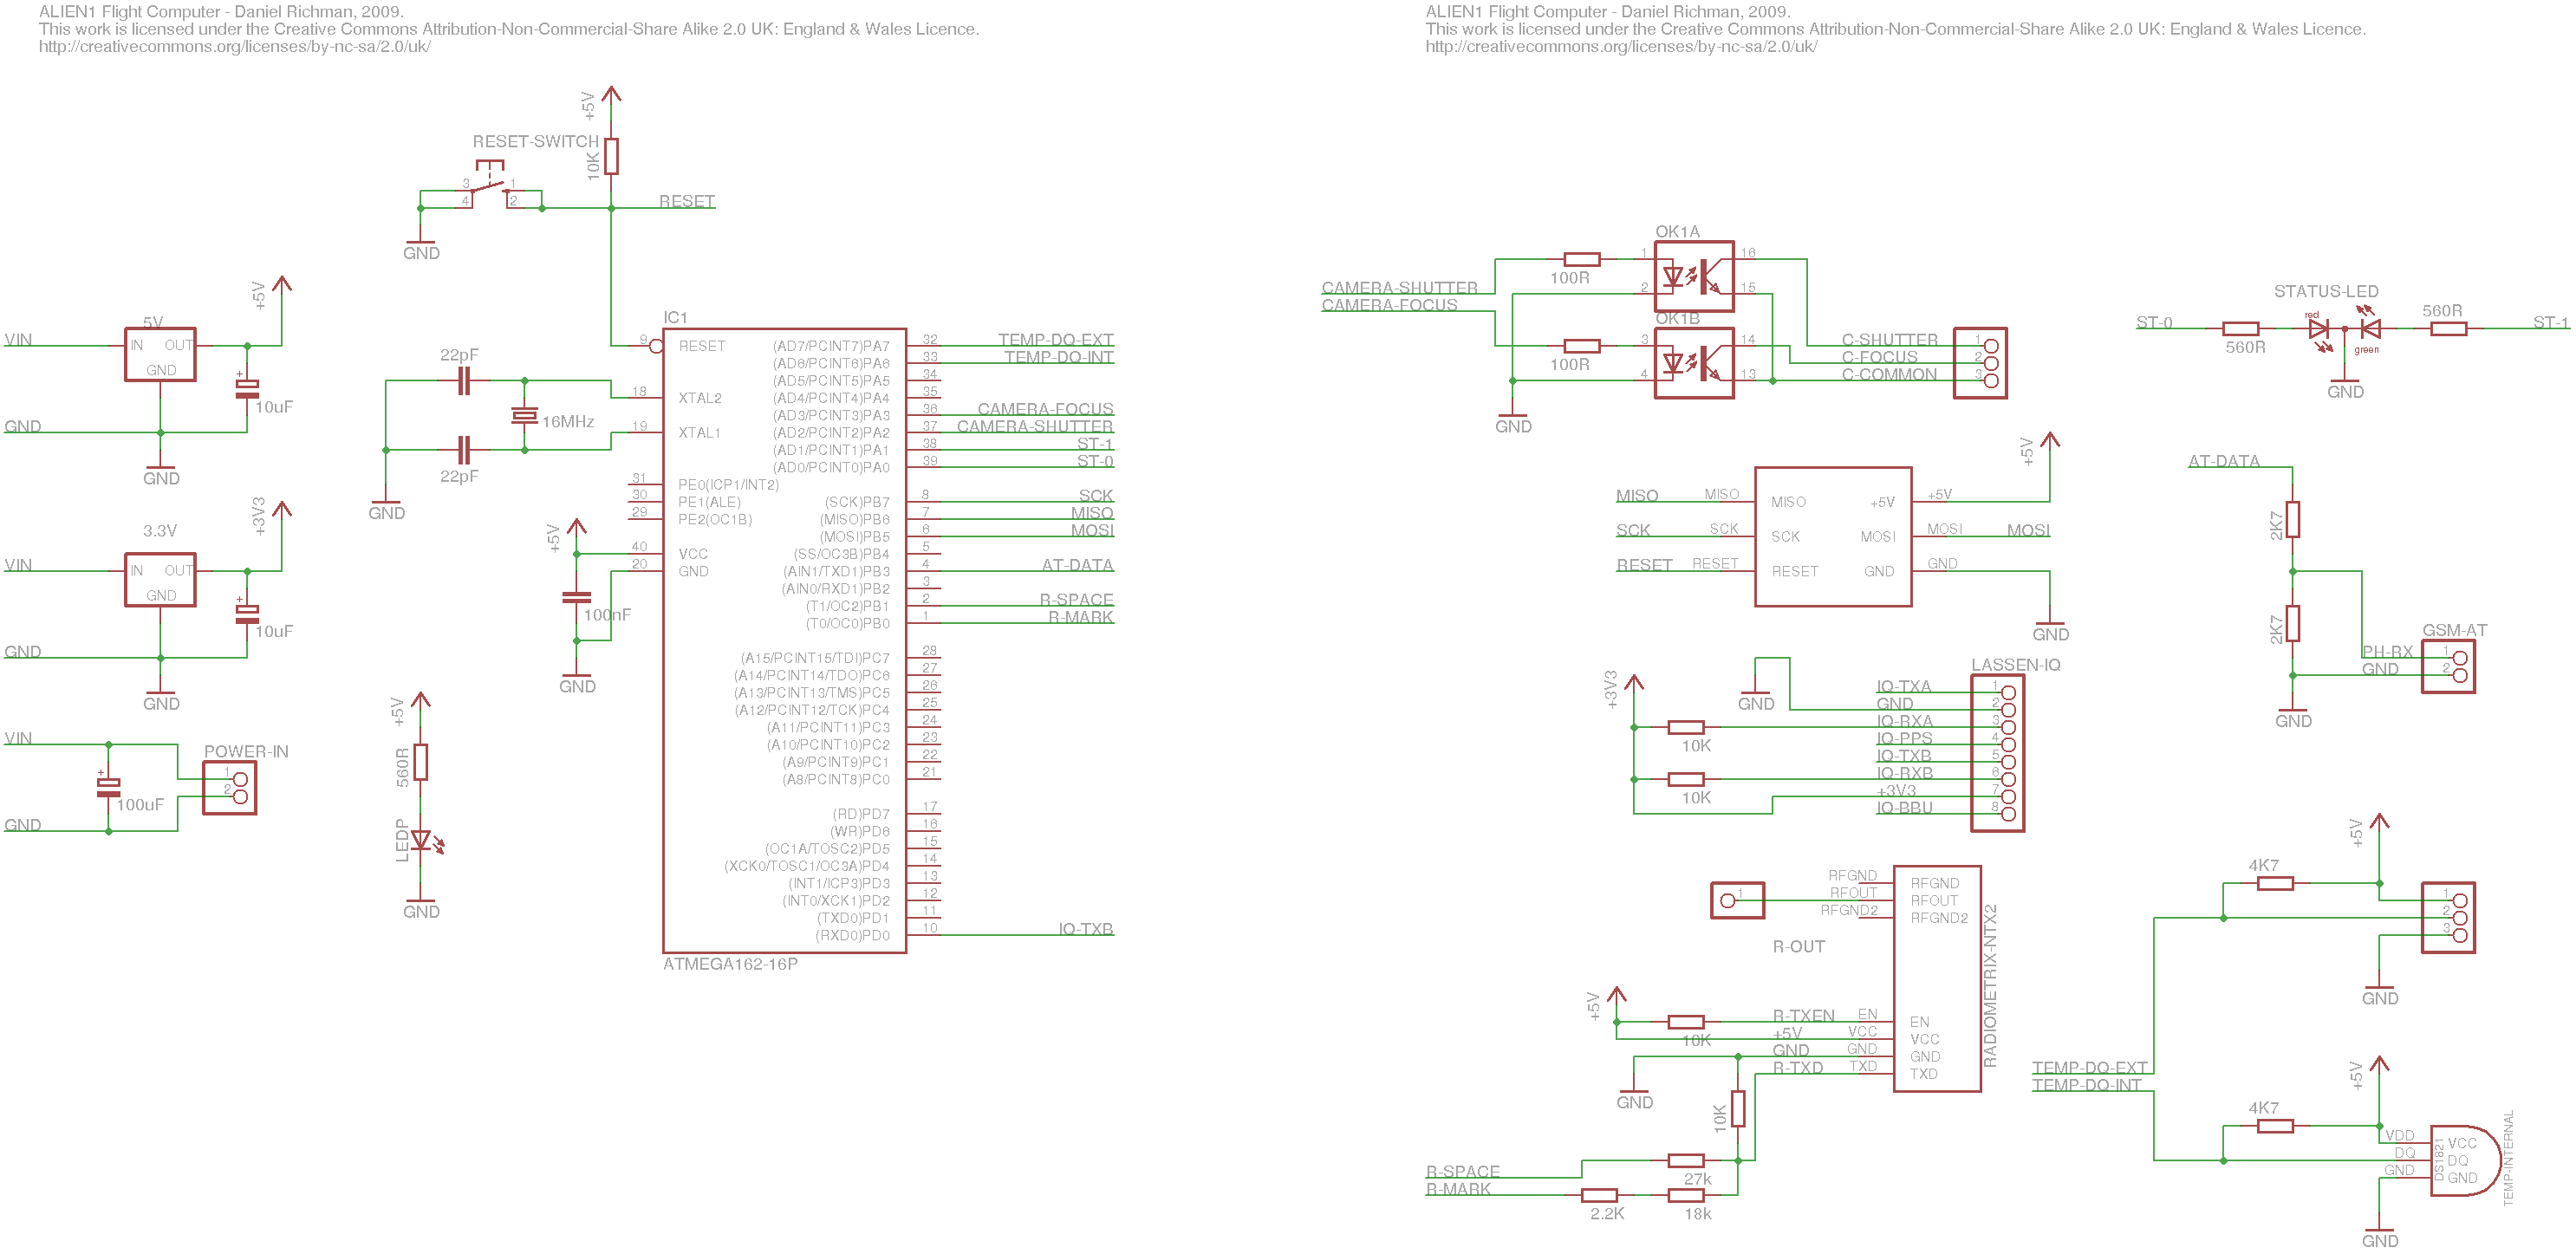 ALIEN1 Flight Computer - Daniel Richman, 2009.
This work is licensed under the Creative Commons Attribution-Non-Commercial-Share Alike 2.0 UK: England & Wales Licence.
http://creativecommons.org/licenses/by-nc-sa/2.0/uk/
+5V
RESET-SWITCH
10K
3
1
4
2
RESET
GND
VIN
5V
IN
OUT
GND
+5V
+
10uF
GND
GND
VIN
3.3V
IN
OUT
GND
+3V3
+
10uF
GND
GND
VIN
POWER-IN
+
100uF
1
2
GND
22pF
16MHz
22pF
GND
+5V
100nF
GND
+5V
560R
LEDP
GND
IC1
9
RESET
18
XTAL2
19
XTAL1
31
PE0(ICP1/INT2)
30
PE1(ALE)
29
PE2(OC1B)
40
VCC
20
GND
(AD7/PCINT7)PA7 32 TEMP-DQ-EXT
(AD6/PCINT6)PA6 33 TEMP-DQ-INT
(AD5/PCINT5)PA5 34
(AD4/PCINT4)PA4 35
(AD3/PCINT3)PA3 36 CAMERA-FOCUS
(AD2/PCINT2)PA2 37 CAMERA-SHUTTER
(AD1/PCINT1)PA1 38 ST-1
(AD0/PCINT0)PA0 39 ST-0
(SCK)PB7 8 SCK
(MISO)PB6 7 MISO
(MOSI)PB5 6 MOSI
(SS/OC3B)PB4 5
(AIN1/TXD1)PB3 4 AT-DATA
(AIN0/RXD1)PB2 3
(T1/OC2)PB1 2 R-SPACE
(T0/OC0)PB0 1 R-MARK
(A15/PCINT15/TDI)PC7 28
(A14/PCINT14/TDO)PC6 27
(A13/PCINT13/TMS)PC5 26
(A12/PCINT12/TCK)PC4 25
(A11/PCINT11)PC3 24
(A10/PCINT10)PC2 23
(A9/PCINT9)PC1 22
(A8/PCINT8)PC0 21
(RD)PD7 17
(WR)PD6 16
(OC1A/TOSC2)PD5 15
(XCK0/TOSC1/OC3A)PD4 14
(INT1/ICP3)PD3 13
(INT0/XCK1)PD2 12
(TXD0)PD1 11
(RXD0)PD0 10 IQ-TXB
ATMEGA162-16P
ALIEN1 Flight Computer - Daniel Richman, 2009.
This work is licensed under the Creative Commons Attribution-Non-Commercial-Share Alike 2.0 UK: England & Wales Licence.
http://creativecommons.org/licenses/by-nc-sa/2.0/uk/
CAMERA-SHUTTER
CAMERA-FOCUS
100R
100R
GND
OK1A
1
2
16
15
OK1B
3
4
14
13
C-SHUTTER 1
C-FOCUS 2
C-COMMON 3
STATUS-LED
ST-0
560R
red
green
560R
ST-1
GND
MISO MISO MISO
SCK SCK SCK
RESET RESET RESET
+5V +5V
MOSI MOSI MOSI
GND GND
+5V
GND
AT-DATA
2K7
2K7
GSM-AT
PH-RX 1
GND 2
GND
LASSEN-IQ
+3V3
GND
10K
10K
IQ-TXA 1
GND 2
IQ-RXA 3
IQ-PPS 4
IQ-TXB 5
IQ-RXB 6
+3V3 7
IQ-BBU 8
1
R-OUT
RFGND RFGND
RFOUT RFOUT
RFGND2 RFGND2
RADIOMETRIX-NTX2
+5V
10K
R-TXEN EN EN
+5V VCC VCC
GND GND GND
R-TXD TXD TXD
GND
10K
R-SPACE
R-MARK
27k
2.2K
18k
+5V
4K7
1
2
3
GND
TEMP-DQ-EXT
TEMP-DQ-INT
+5V
4K7
VDD VCC
DQ DQ
GND GND
DS1821
TEMP-INTERNAL
GND